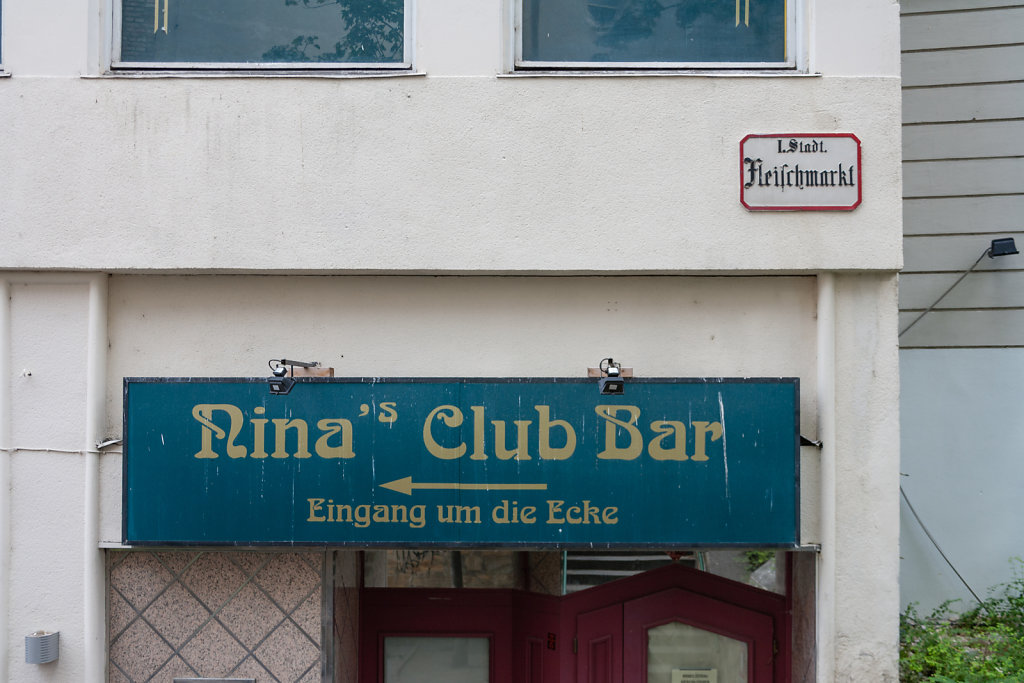 I. Stadt.
Fleiſchmarkt
Nina's Club Bar
Eingang um die Ecke